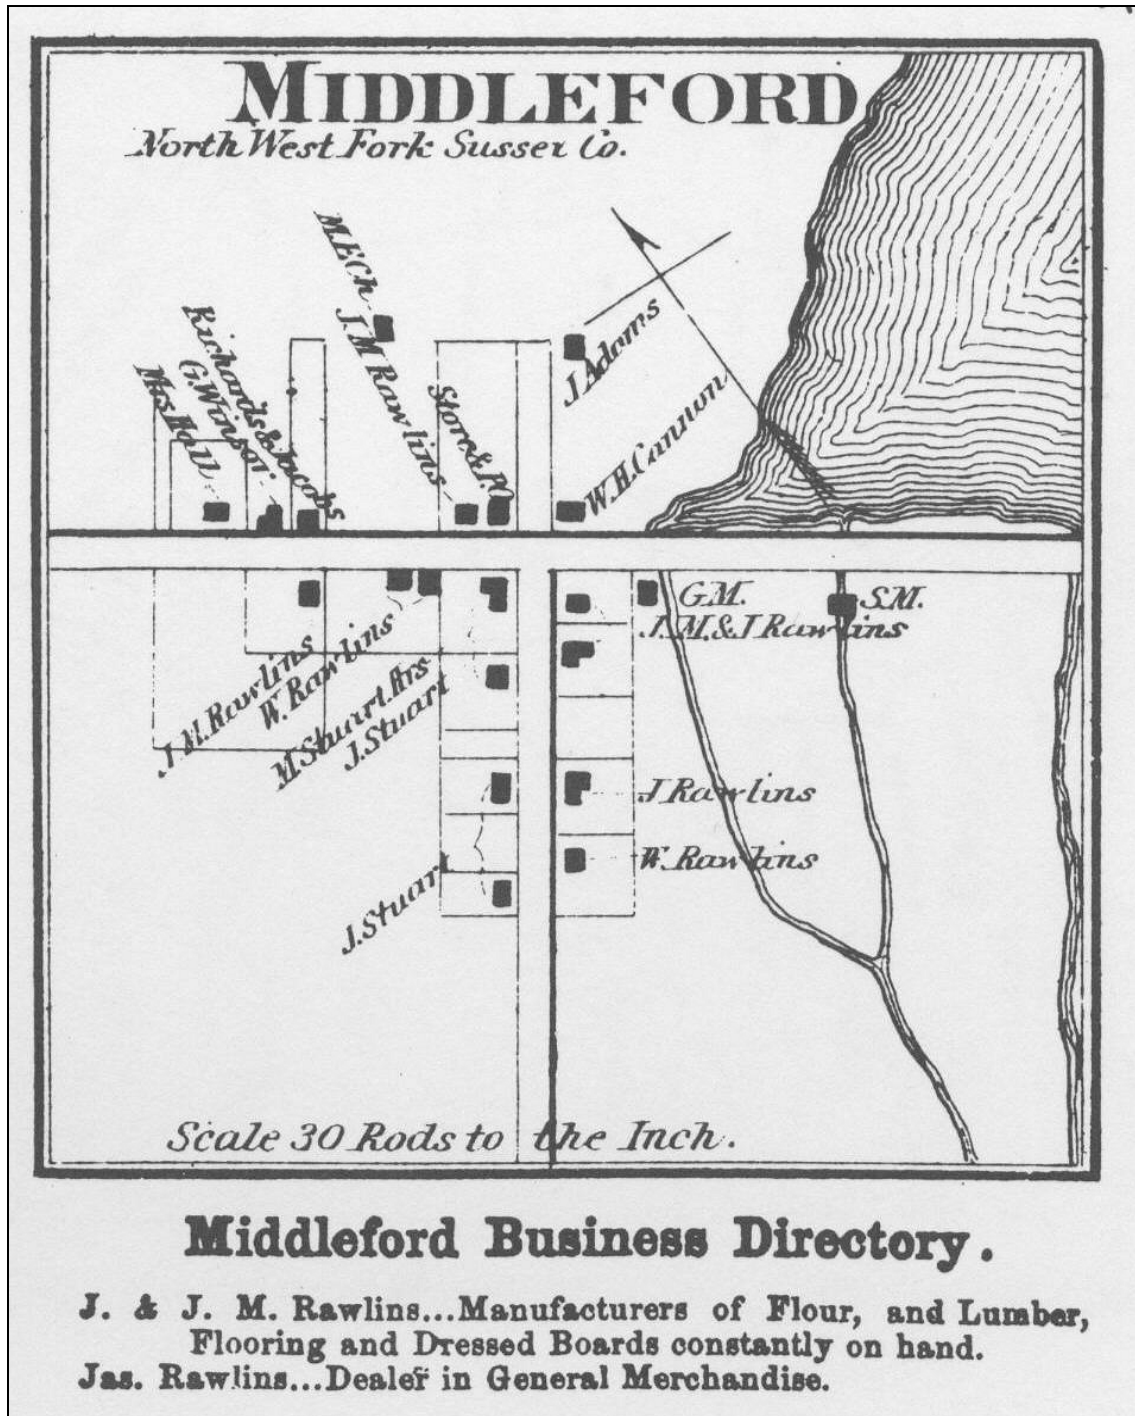 MIDDLEFORD
North West Fork Sussex Co.
M.E Ch
J. M Rawlins
Richards & Jacobs
G. Winsor
Mrs Hall
Store & P.O
J. Adams
W. H. Cannon
G.M.
S.M.
J. M. & J Rawlins
J. M. Rawlins
W. Rawlins
M. Stuart Hrs
J. Stuart
J Rawlins
W. Rawlins
J. Stuart
Scale 30 Rods to the Inch.
Middleford Business Directory.
J. & J. M. Rawlins...Manufacturers of Flour, and Lumber,
Flooring and Dressed Boards constantly on hand.
Jas. Rawlins...Dealer in General Merchandise.